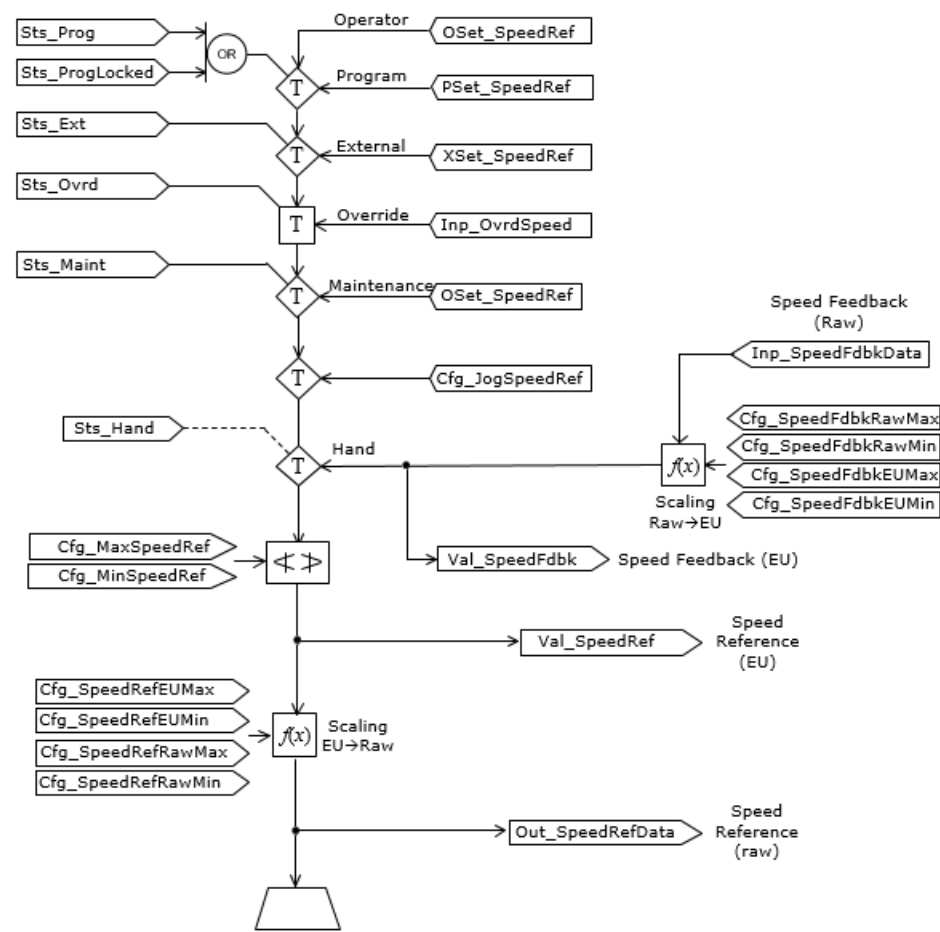 Operator
Sts_Prog
OSet_SpeedRef
OR
Sts_ProgLocked
Program
T
PSet_SpeedRef
Sts_Ext
External
T
XSet_SpeedRef
Sts_Ovrd
Override
T
Inp_OvrdSpeed
Sts_Maint
Maintenance
T
OSet_SpeedRef
Speed Feedback
(Raw)
Inp_SpeedFdbkData
T
Cfg_JogSpeedRef
Sts_Hand
Hand
T
f(x)
Cfg_SpeedFdbkRawMax
Cfg_SpeedFdbkRawMin
Cfg_SpeedFdbkEUMax
Cfg_SpeedFdbkEUMin
Scaling
Raw→EU
Cfg_MaxSpeedRef
Cfg_MinSpeedRef
Val_SpeedFdbk
Speed Feedback (EU)
Val_SpeedRef
Speed
Reference
(EU)
Cfg_SpeedRefEUMax
Cfg_SpeedRefEUMin
Cfg_SpeedRefRawMax
Cfg_SpeedRefRawMin
f(x)
Scaling
EU→Raw
Out_SpeedRefData
Speed
Reference
(raw)